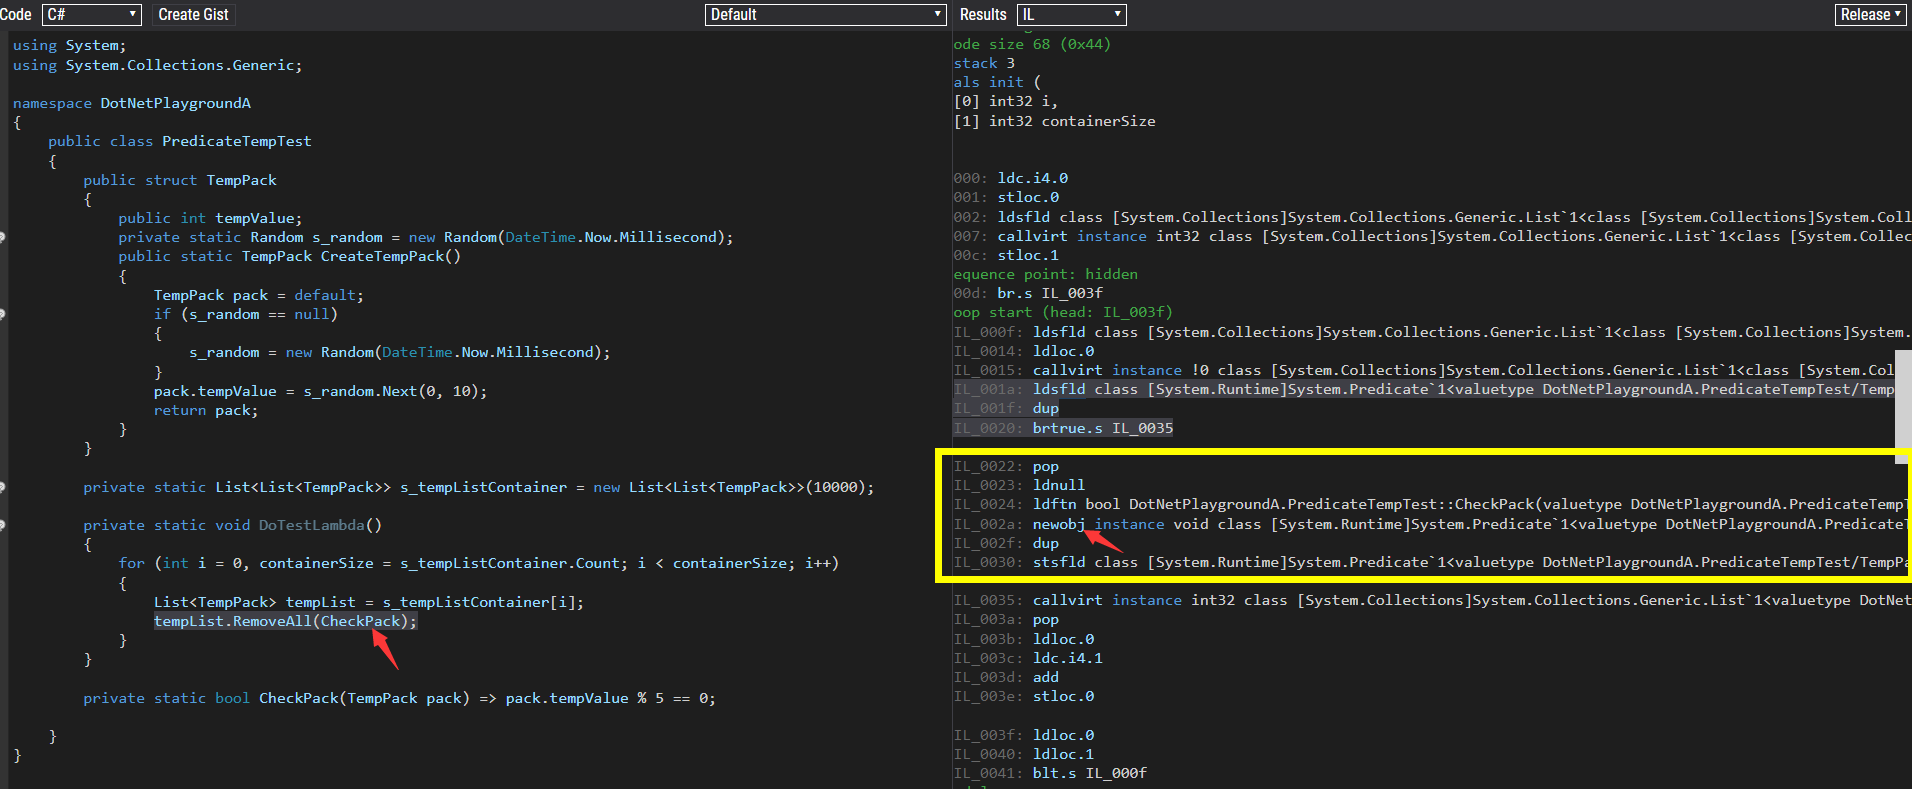 Code C# Create Gist Default Results IL Release
using System;
using System.Collections.Generic;
namespace DotNetPlaygroundA
{
public class PredicateTempTest
{
public struct TempPack
{
public int tempValue;
private static Random s_random = new Random(DateTime.Now.Millisecond);
public static TempPack CreateTempPack()
{
TempPack pack = default;
if (s_random == null)
{
s_random = new Random(DateTime.Now.Millisecond);
}
pack.tempValue = s_random.Next(0, 10);
return pack;
}
}
private static List<List<TempPack>> s_tempListContainer = new List<List<TempPack>>(10000);
private static void DoTestLambda()
{
for (int i = 0, containerSize = s_tempListContainer.Count; i < containerSize; i++)
{
List<TempPack> tempList = s_tempListContainer[i];
tempList.RemoveAll(CheckPack);
}
}
private static bool CheckPack(TempPack pack) => pack.tempValue % 5 == 0;
}
}
ode size 68 (0x44)
stack 3
als init (
[0] int32 i,
[1] int32 containerSize
000: ldc.i4.0
001: stloc.0
002: ldsfld class [System.Collections]System.Collections.Generic.List`1<class [System.Collections]System.Coll
007: callvirt instance int32 class [System.Collections]System.Collections.Generic.List`1<class [System.Collec
00c: stloc.1
equence point: hidden
00d: br.s IL_003f
oop start (head: IL_003f)
IL_000f: ldsfld class [System.Collections]System.Collections.Generic.List`1<class [System.Collections]System.
IL_0014: ldloc.0
IL_0015: callvirt instance !0 class [System.Collections]System.Collections.Generic.List`1<class [System.Col
IL_001a: ldsfld class [System.Runtime]System.Predicate`1<valuetype DotNetPlaygroundA.PredicateTempTest/Temp
IL_001f: dup
IL_0020: brtrue.s IL_0035
IL_0022: pop
IL_0023: ldnull
IL_0024: ldftn bool DotNetPlaygroundA.PredicateTempTest::CheckPack(valuetype DotNetPlaygroundA.PredicateTemp
IL_002a: newobj instance void class [System.Runtime]System.Predicate`1<valuetype DotNetPlaygroundA.Predicate
IL_002f: dup
IL_0030: stsfld class [System.Runtime]System.Predicate`1<valuetype DotNetPlaygroundA.PredicateTempTest/TempPa
IL_0035: callvirt instance int32 class [System.Collections]System.Collections.Generic.List`1<valuetype DotNet
IL_003a: pop
IL_003b: ldloc.0
IL_003c: ldc.i4.1
IL_003d: add
IL_003e: stloc.0
IL_003f: ldloc.0
IL_0040: ldloc.1
IL_0041: blt.s IL_000f